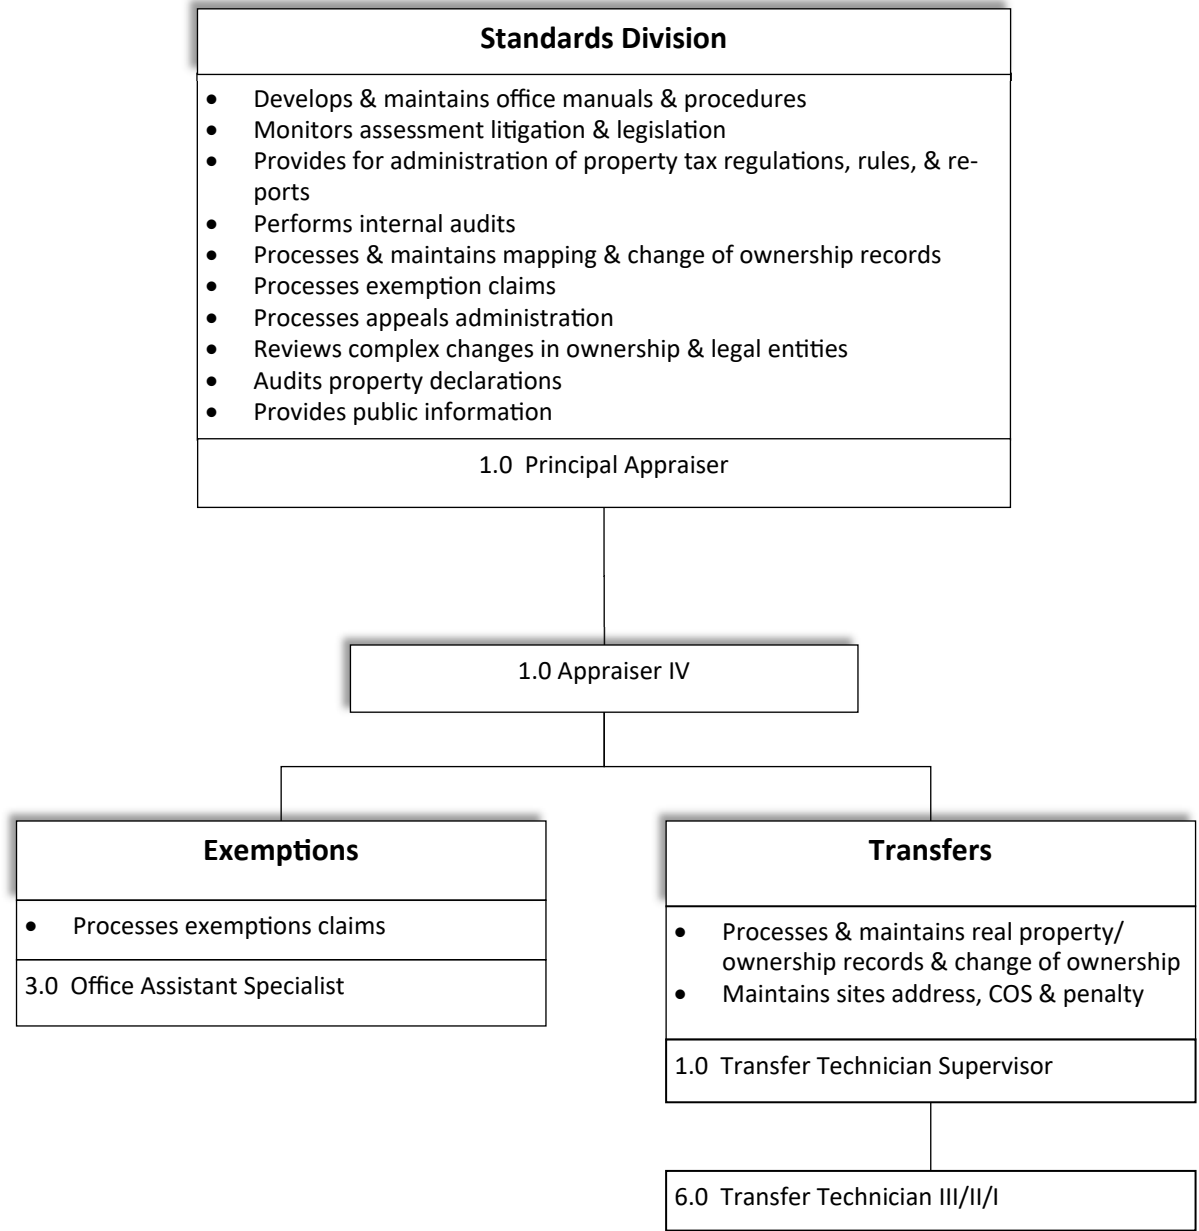 Standards Division
• Develops & maintains office manuals & procedures
• Monitors assessment litigation & legislation
• Provides for administration of property tax regulations, rules, & re-
ports
• Performs internal audits
• Processes & maintains mapping & change of ownership records
• Processes exemption claims
• Processes appeals administration
• Reviews complex changes in ownership & legal entities
• Audits property declarations
• Provides public information
1.0 Principal Appraiser
1.0 Appraiser IV
Exemptions
• Processes exemptions claims
3.0 Office Assistant Specialist
Transfers
• Processes & maintains real property/
ownership records & change of ownership
• Maintains sites address, COS & penalty
1.0 Transfer Technician Supervisor
6.0 Transfer Technician III/II/I